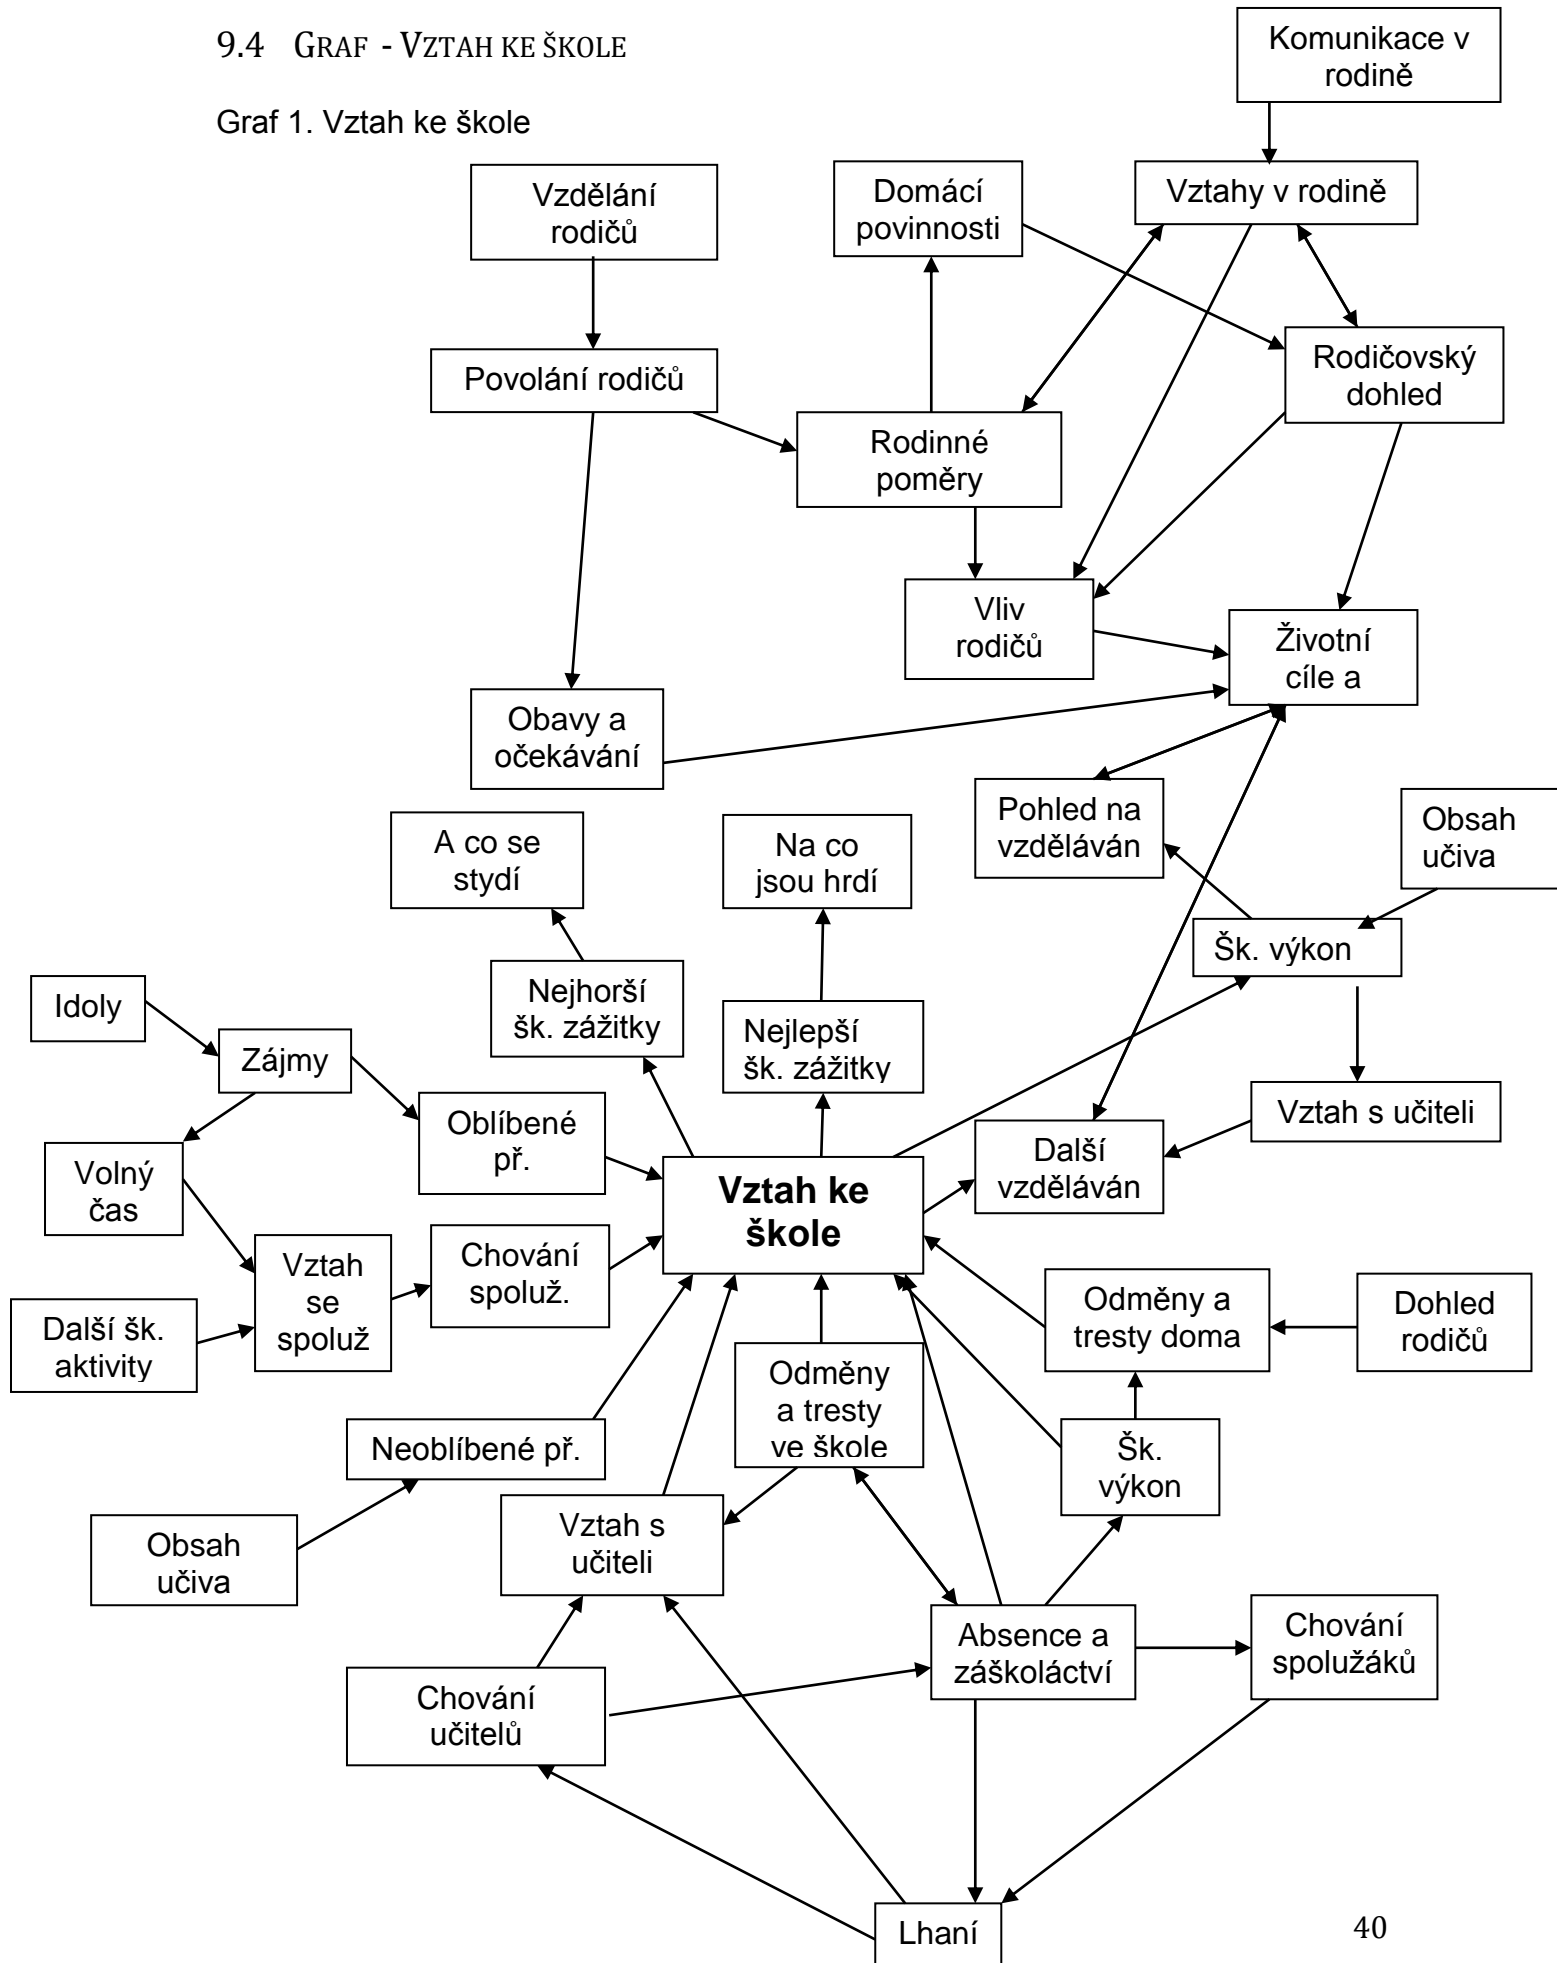 9.4 GRAF - VZTAH KE ŠKOLE
Komunikace v
rodině
Graf 1. Vztah ke škole
Vzdělání
rodičů
Domácí
povinnosti
Vztahy v rodině
Povolání rodičů
Rodičovský
dohled
Rodinné
poměry
Vliv
rodičů
Životní
cíle a
Obavy a
očekávání
Pohled na
vzděláván
Obsah
učiva
A co se
stydí
Na co
jsou hrdí
Šk. výkon
Idoly
Nejhorší
šk. zážitky
Nejlepší
šk. zážitky
Zájmy
Oblíbené
př.
Vztah s učiteli
Volný
čas
Další
vzděláván
Vztah ke
škole
Vztah
se
spoluž
Chování
spoluž.
Další šk.
aktivity
Odměny a
tresty doma
Dohled
rodičů
Odměny
a tresty
ve škole
Neoblíbené př.
Šk.
výkon
Obsah
učiva
Vztah s
učiteli
Absence a
záškoláctví
Chování
spolužáků
Chování
učitelů
Lhaní
40